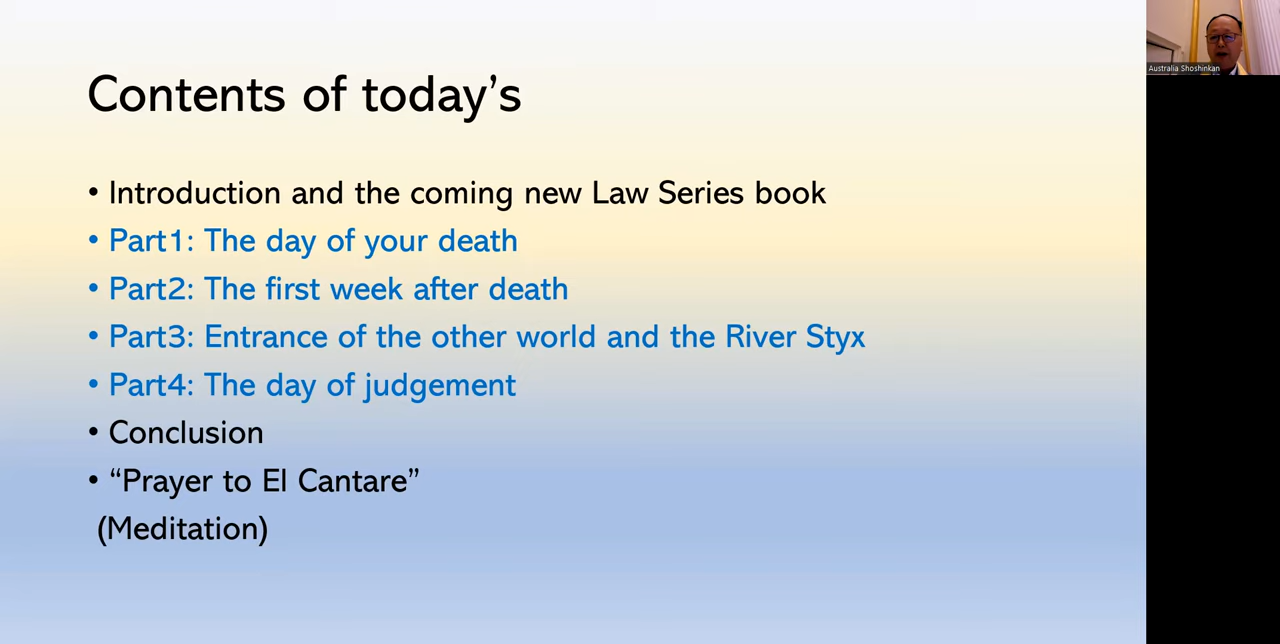 Contents of today’s
• Introduction and the coming new Law Series book
• Part1: The day of your death
• Part2: The first week after death
• Part3: Entrance of the other world and the River Styx
• Part4: The day of judgement
• Conclusion
• “Prayer to El Cantare”
(Meditation)
Australia Shoshinkan